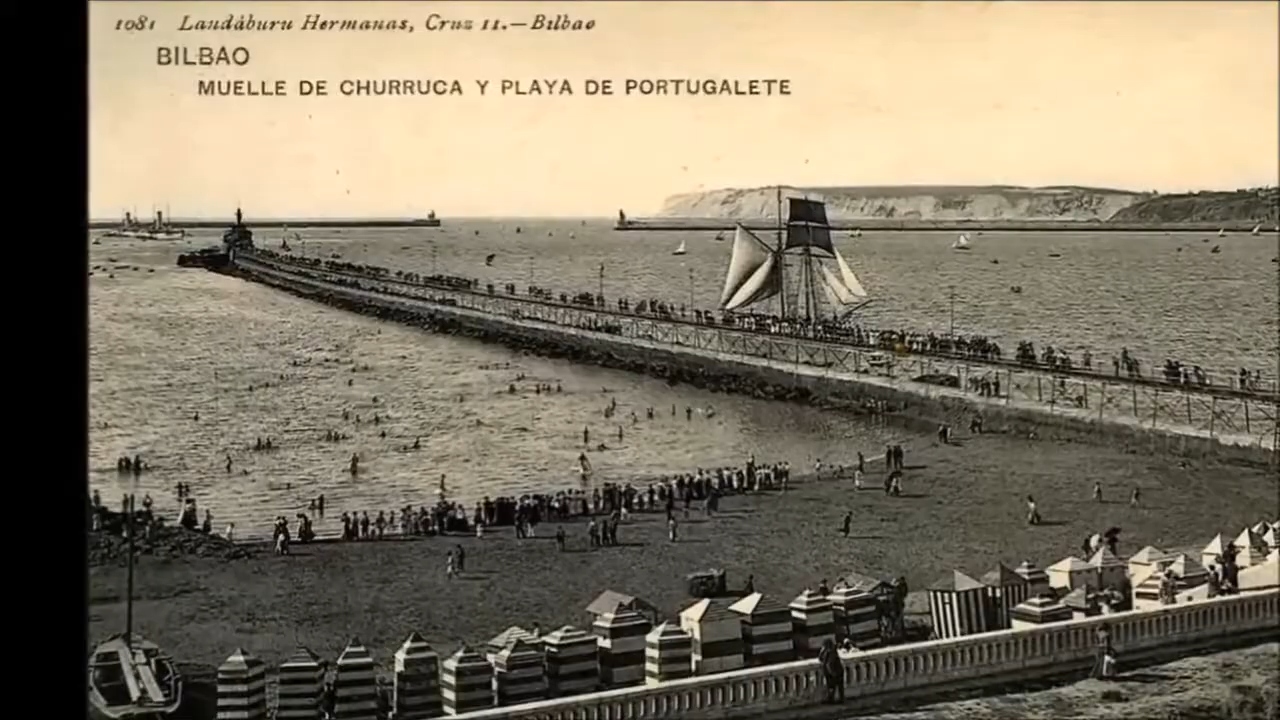 1081 Landáburu Hermanas, Cruz 11.—Bilbao
BILBAO
MUELLE DE CHURRUCA Y PLAYA DE PORTUGALETE